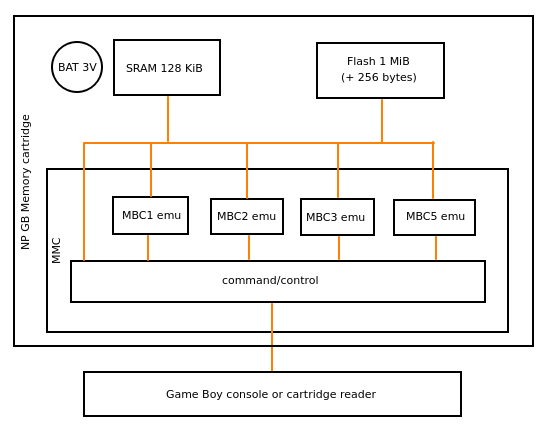 BAT 3V
SRAM 128 KiB
Flash 1 MiB
(+ 256 bytes)
NP GB Memory cartridge
MMC
MBC1 emu
MBC2 emu
MBC3 emu
MBC5 emu
command/control
Game Boy console or cartridge reader